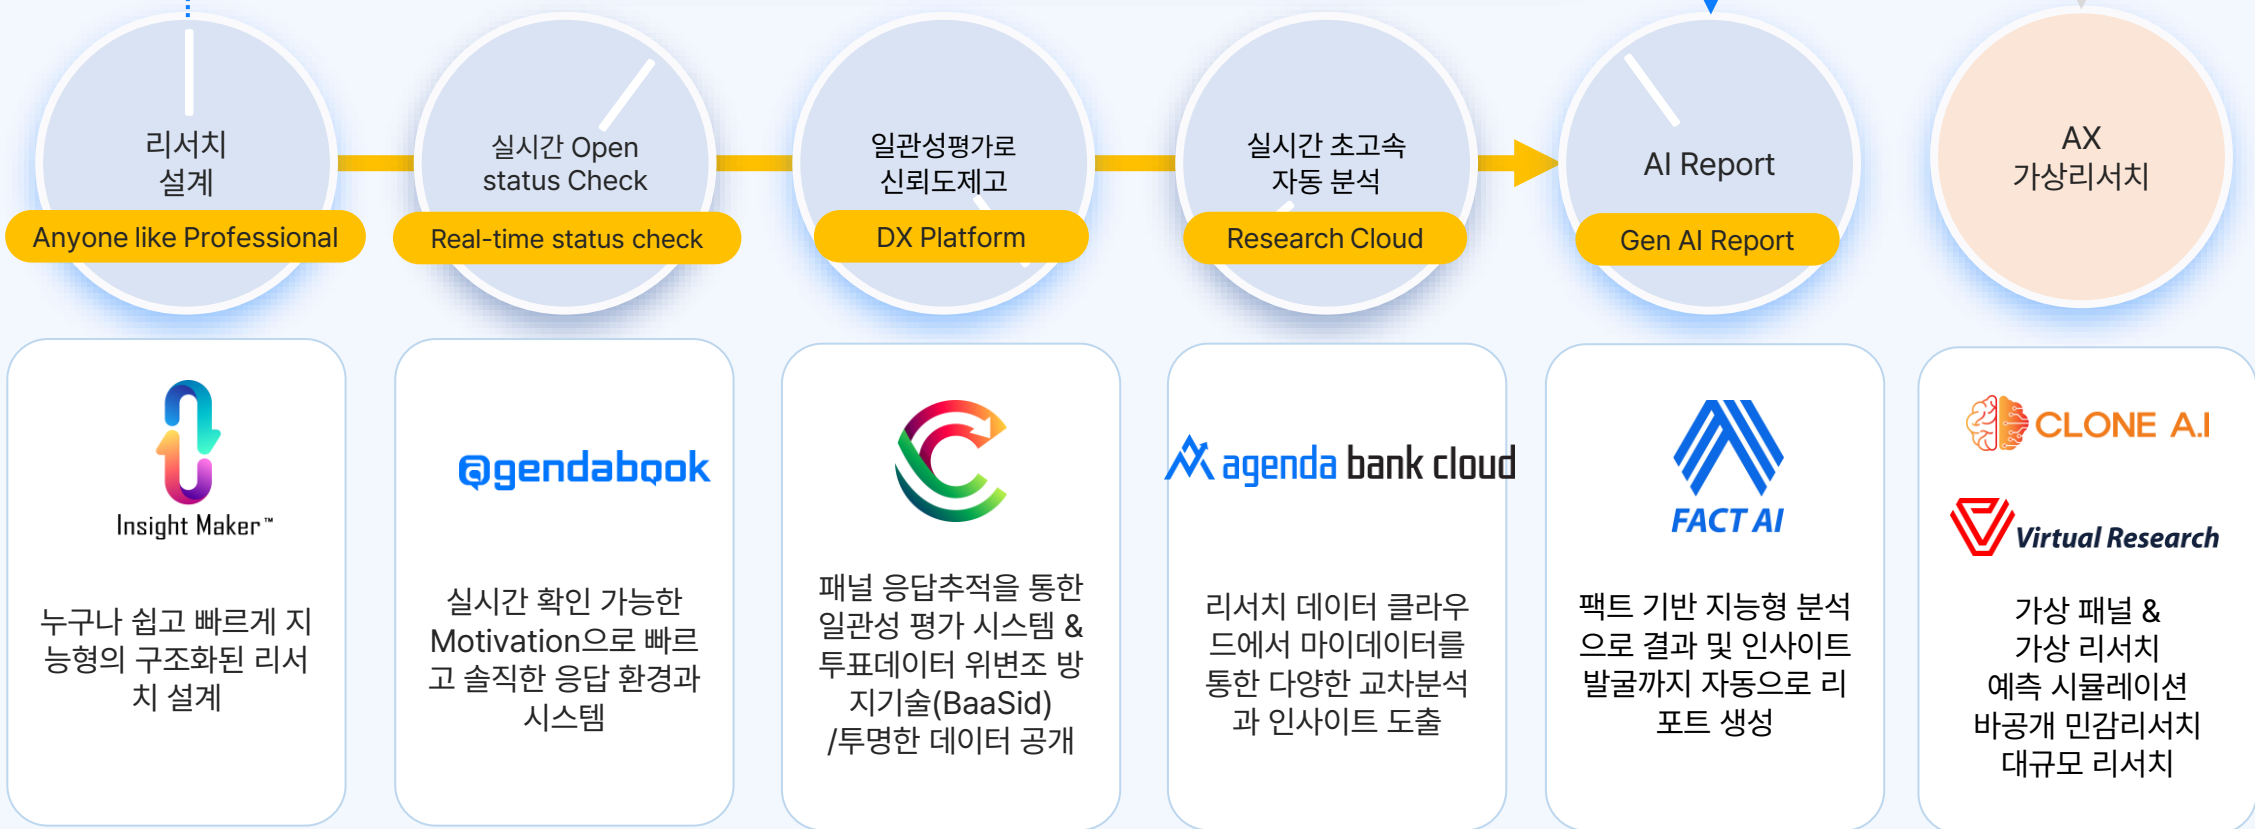 리서치
설계
Anyone like Professional
실시간 Open
status Check
Real-time status check
일관성평가로
신뢰도제고
DX Platform
실시간 초고속
자동 분석
Research Cloud
AI Report
Gen AI Report
AX
가상리서치
Insight Maker™
누구나 쉽고 빠르게 지
능형의 구조화된 리서
치 설계
@gendabook
실시간 확인 가능한
Motivation으로 빠르
고 솔직한 응답 환경과
시스템
패널 응답추적을 통한
일관성 평가 시스템 &
투표데이터 위변조 방
지기술(BaaSid)
/투명한 데이터 공개
agenda bank cloud
리서치 데이터 클라우
드에서 마이데이터를
통한 다양한 교차분석
과 인사이트 도출
FACT AI
팩트 기반 지능형 분석
으로 결과 및 인사이트
발굴까지 자동으로 리
포트 생성
CLONE A.I
Virtual Research
가상 패널 &
가상 리서치
예측 시뮬레이션
바공개 민감리서치
대규모 리서치